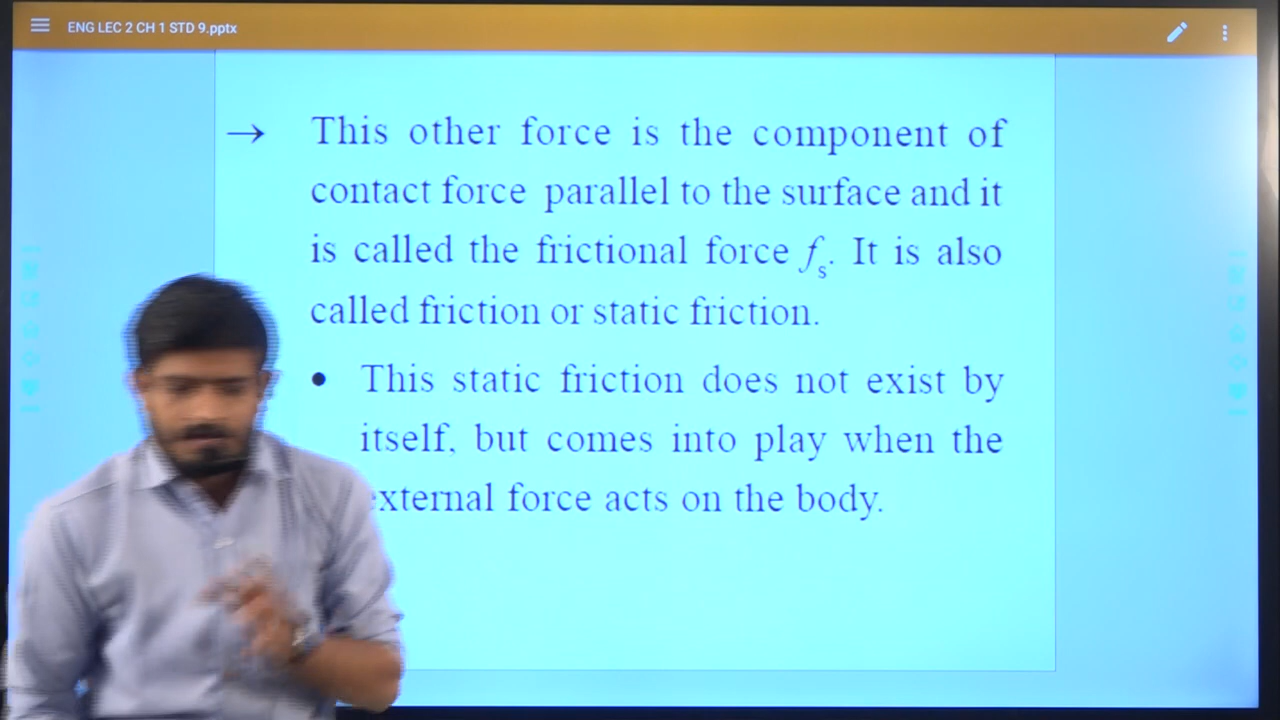 ENG LEC 2 CH 1 STD 9.pptx
→ This other force is the component of
contact force parallel to the surface and it
is called the frictional force fs. It is also
called friction or static friction.
• This static friction does not exist by
itself, but comes into play when the
external force acts on the body.